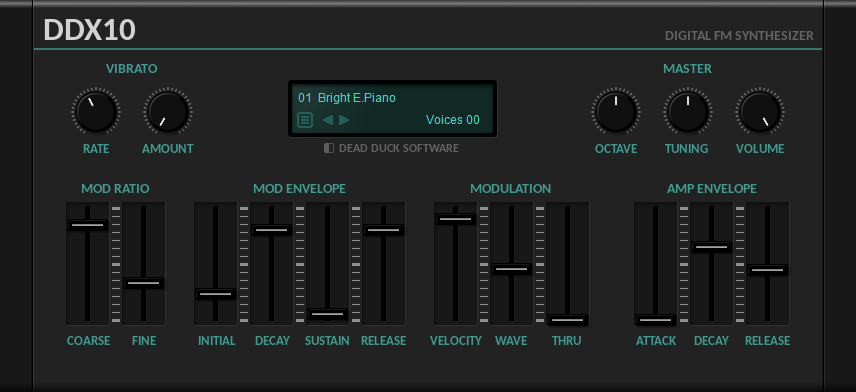 DDX10
DIGITAL FM SYNTHESIZER
VIBRATO
MASTER
01 Bright E.Piano
Voices 00
RATE AMOUNT
OCTAVE TUNING VOLUME
DEAD DUCK SOFTWARE
MOD RATIO
MOD ENVELOPE
MODULATION
AMP ENVELOPE
COARSE FINE
INITIAL DECAY SUSTAIN RELEASE
VELOCITY WAVE THRU
ATTACK DECAY RELEASE